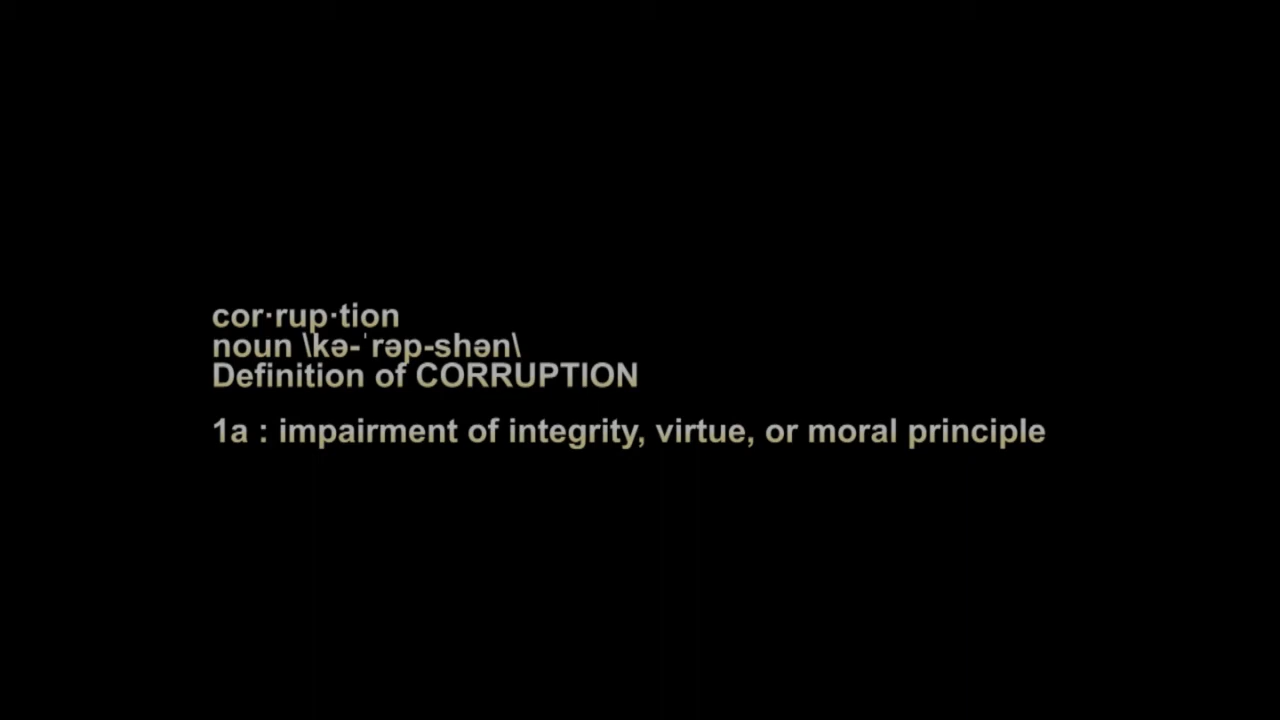 cor·rup·tion
noun \kə-ˈrəp-shən\
Definition of CORRUPTION
1a : impairment of integrity, virtue, or moral principle